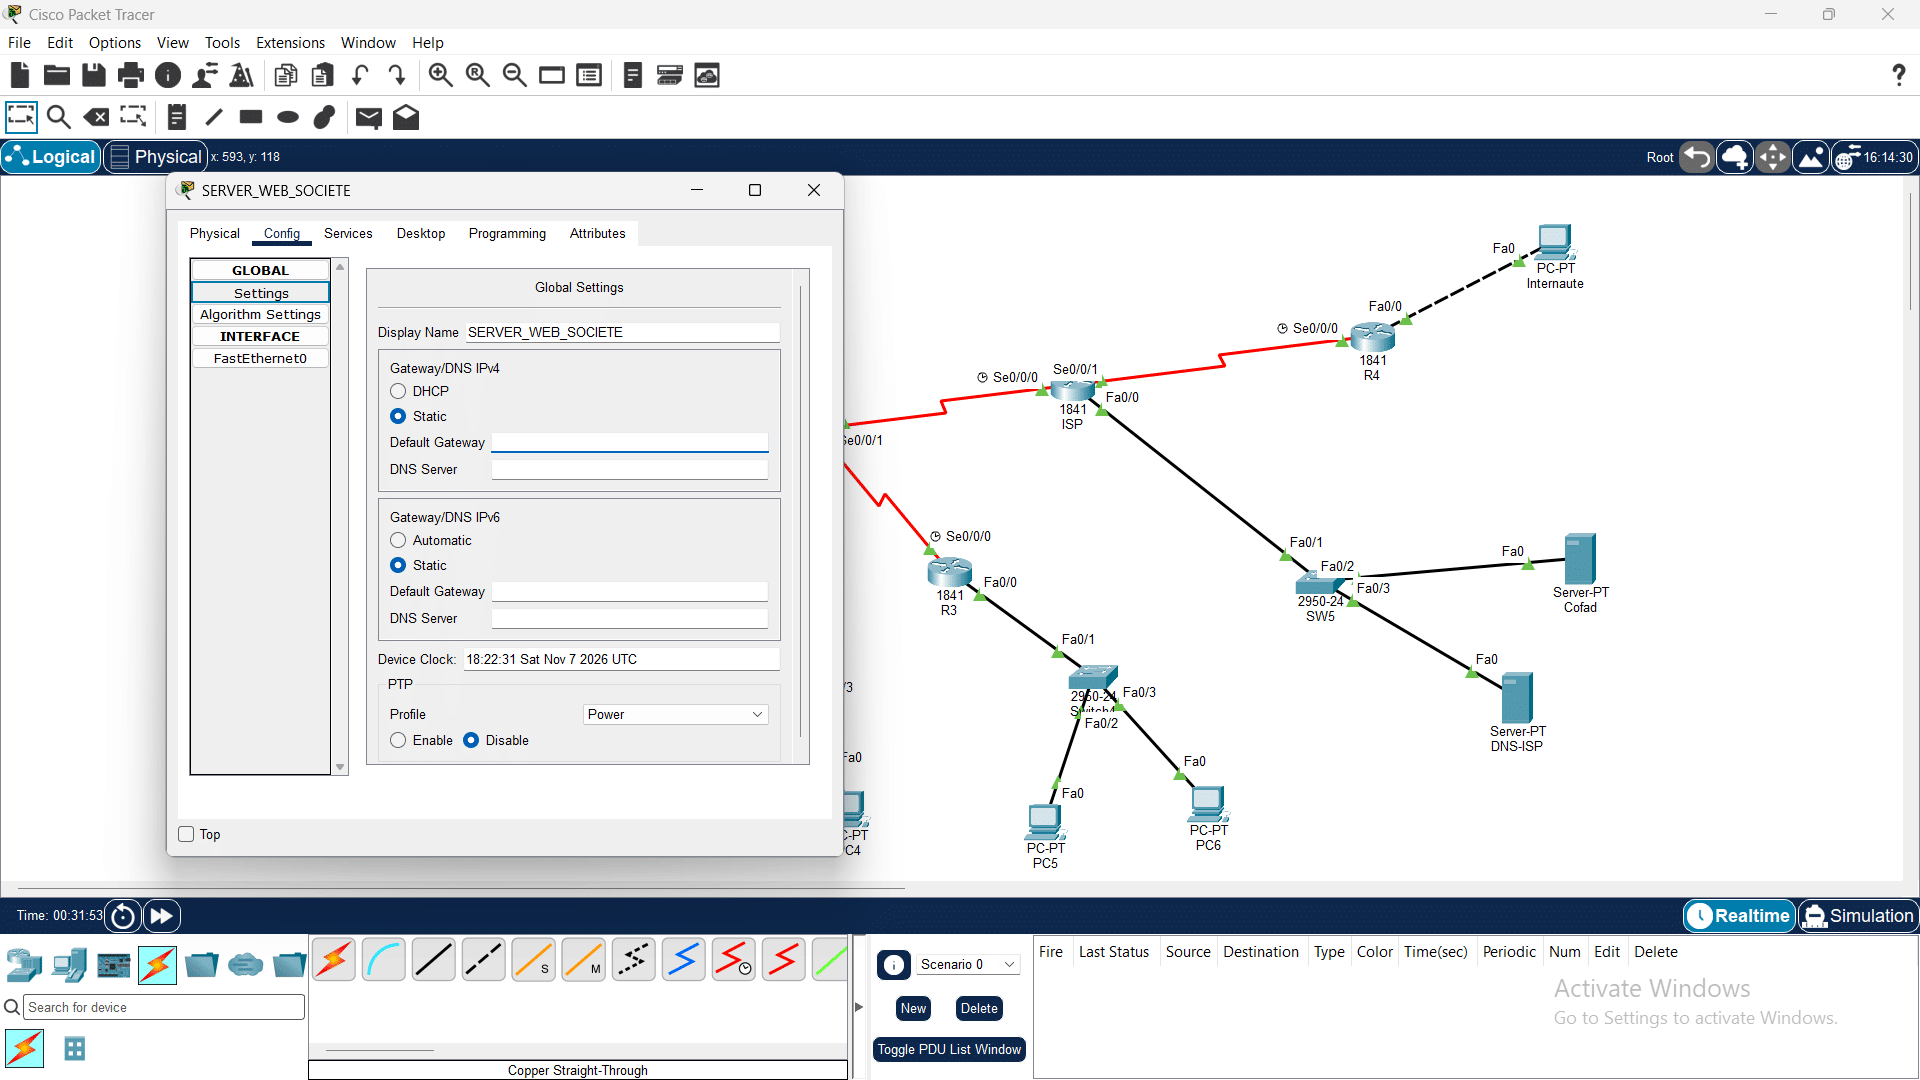 Cisco Packet Tracer
File Edit Options View Tools Extensions Window Help
Logical Physical x: 593, y: 118
Root 16:14:30
SERVER_WEB_SOCIETE
Physical Config Services Desktop Programming Attributes
GLOBAL
Settings
Algorithm Settings
INTERFACE
FastEthernet0
Global Settings
Display Name SERVER_WEB_SOCIETE
Gateway/DNS IPv4
DHCP
Static
Default Gateway
DNS Server
Gateway/DNS IPv6
Automatic
Static
Default Gateway
DNS Server
Device Clock: 18:22:31 Sat Nov 7 2026 UTC
PTP
Profile Power
Enable Disable
Top
Fa0
PC-PT
Internaute
Fa0/0
Se0/0/0
1841
R4
Se0/0/1
Se0/0/0
Fa0/0
1841
ISP
Se0/0/1
Se0/0/0
Fa0/0
1841
R3
Fa0/1
Fa0/2
Fa0/3
2950-24
SW5
Fa0
Server-PT
Cofad
Fa0
Server-PT
DNS-ISP
Fa0/1
2950-24
Switch4
Fa0/3
Fa0/2
Fa0
PC-PT
PC5
Fa0
PC-PT
PC6
/3
Fa0
C-PT
C4
Time: 00:31:53
Realtime Simulation
Search for device
S
M
Copper Straight-Through
Scenario 0
New Delete
Toggle PDU List Window
Fire Last Status Source Destination Type Color Time(sec) Periodic Num Edit Delete
Activate Windows
Go to Settings to activate Windows.